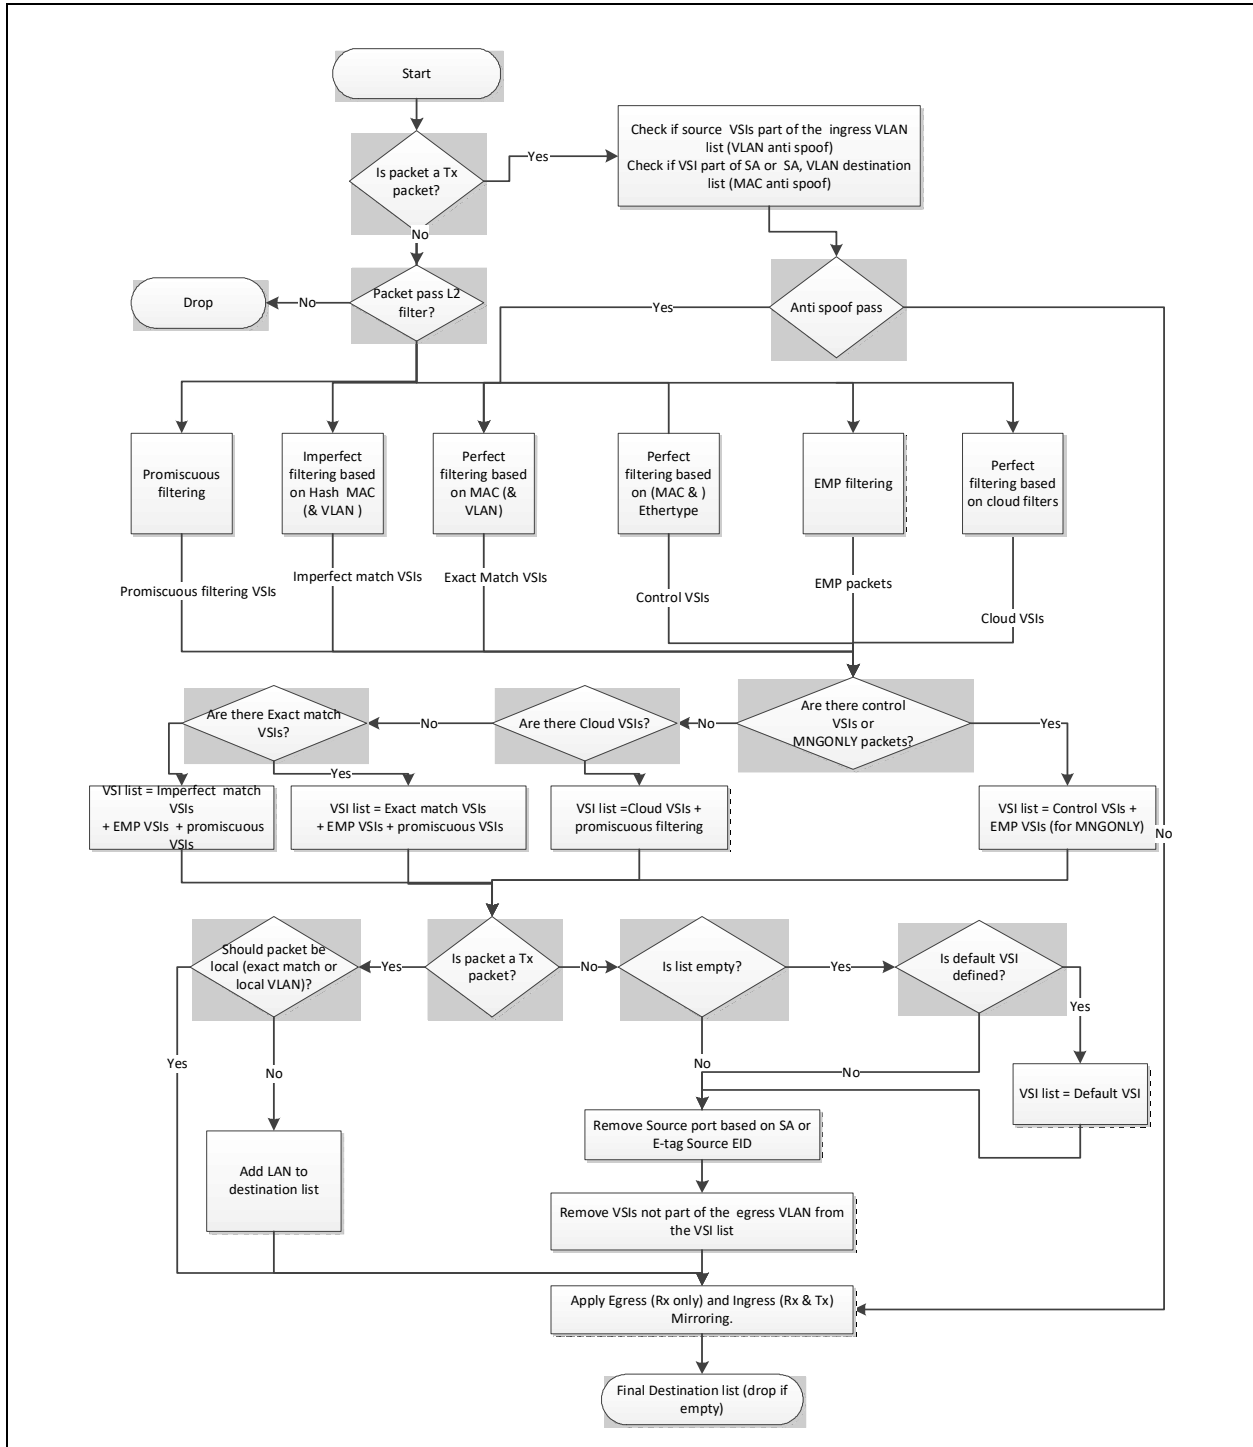 Start
Check if source  VSIs part of the  ingress VLAN
list (VLAN anti spoof)
Check if VSI part of SA or  SA, VLAN destination
list (MAC anti spoof)
Yes
Is packet a Tx
packet?
No
Packet pass L2
filter?
No
Drop
Anti spoof pass
Yes
Promiscuous
filtering
Imperfect
filtering based
on Hash  MAC
(& VLAN )
Perfect
filtering based
on MAC (&
VLAN)
Perfect
filtering based
on (MAC & )
Ethertype
EMP filtering
Perfect
filtering based
on cloud filters
Promiscuous filtering VSIs
Imperfect match VSIs
Exact Match VSIs
Control VSIs
EMP packets
Cloud VSIs
Are there Exact match
VSIs?
No
Are there Cloud VSIs?
No
Are there control
VSIs or
MNGONLY packets?
Yes
Yes
VSI list = Imperfect  match
VSIs
+ EMP VSIs  + promiscuous
VSIs
VSI list = Exact match VSIs
+ EMP VSIs + promiscuous VSIs
VSI list =Cloud VSIs +
promiscuous filtering
VSI list = Control VSIs +
EMP VSIs (for MNGONLY)
No
Should packet be
local (exact match or
local VLAN)?
Yes
Is packet a Tx
packet?
No
Is list empty?
Yes
Is default VSI
defined?
Yes
Yes
No
No
No
VSI list = Default VSI
Remove Source port based on SA or
E-tag Source EID
Add LAN to
destination list
Remove VSIs not part of the  egress VLAN from
the VSI list
Apply Egress (Rx only) and Ingress (Rx & Tx)
Mirroring.
Final Destination list (drop if
empty)